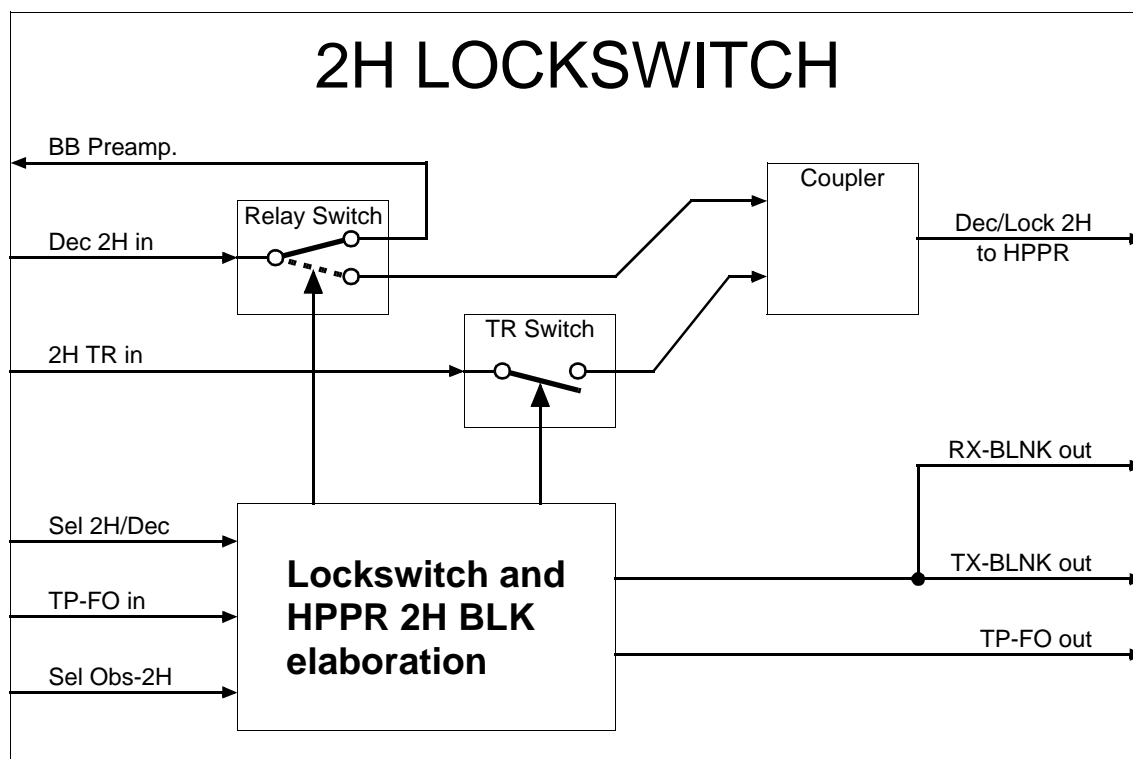 2H LOCKSWITCH
BB Preamp.
Relay Switch
Coupler
Dec 2H in
Dec/Lock 2H
to HPPR
TR Switch
2H TR in
RX-BLNK out
Sel 2H/Dec
Lockswitch and
HPPR 2H BLK
elaboration
TX-BLNK out
TP-FO in
TP-FO out
Sel Obs-2H